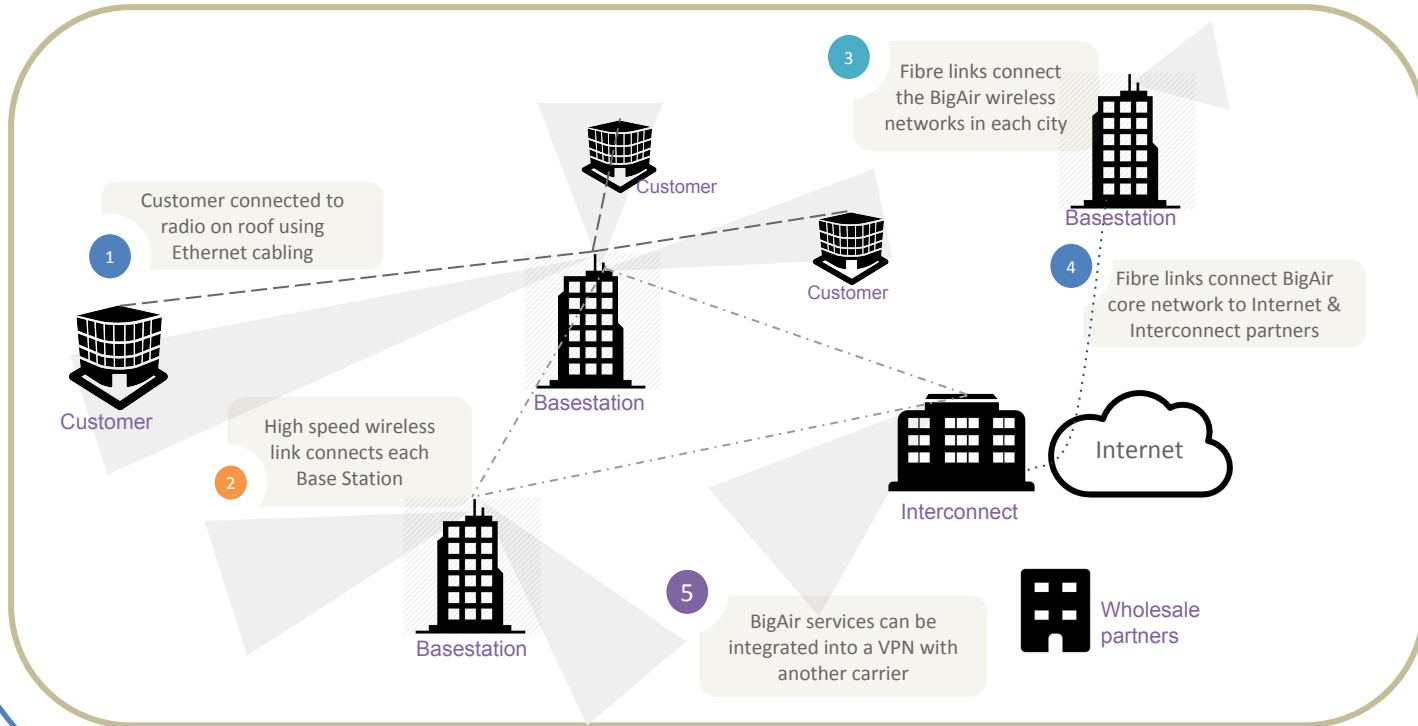 3
Fibre links connect
the BigAir wireless
networks in each city
Customer
Basestation
1
Customer connected to
radio on roof using
Ethernet cabling
4
Fibre links connect BigAir
core network to Internet &
Interconnect partners
Customer
Customer
Basestation
2
High speed wireless
link connects each
Base Station
Internet
Interconnect
5
BigAir services can be
integrated into a VPN with
another carrier
Wholesale
partners
Basestation